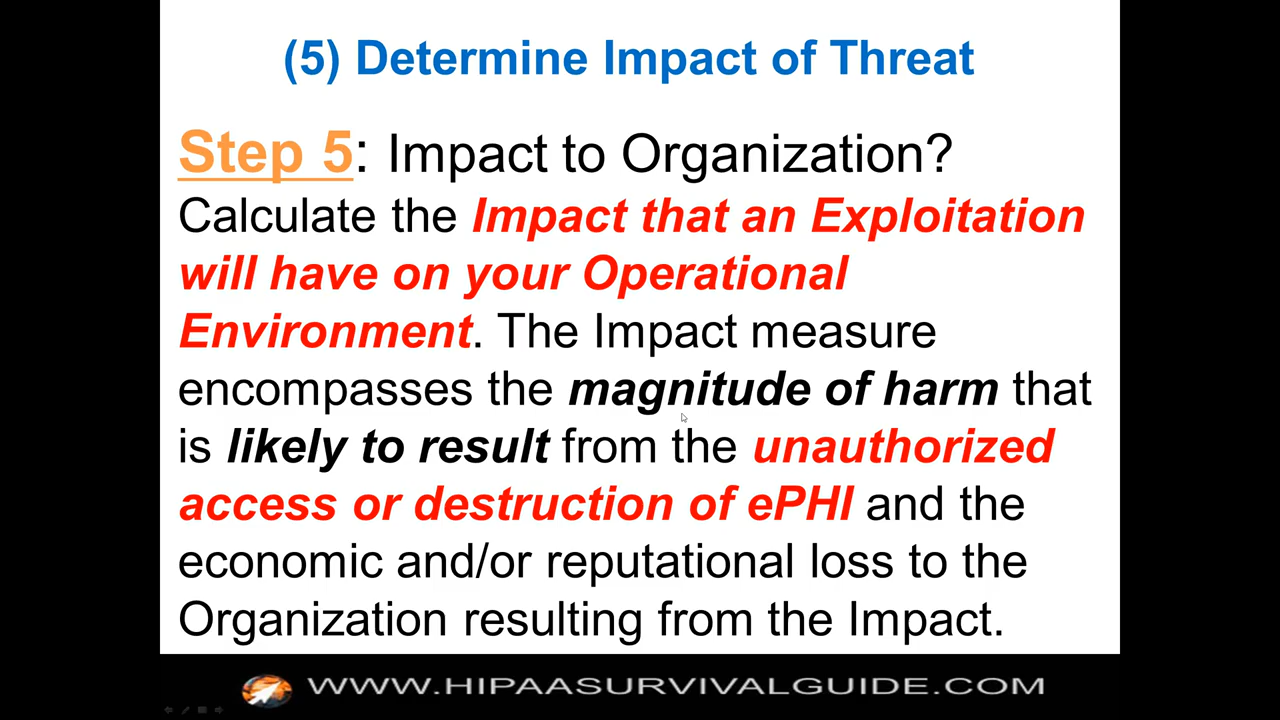 (5) Determine Impact of Threat
Step 5: Impact to Organization?
Calculate the Impact that an Exploitation
will have on your Operational
Environment. The Impact measure
encompasses the magnitude of harm that
is likely to result from the unauthorized
access or destruction of ePHI and the
economic and/or reputational loss to the
Organization resulting from the Impact.
WWW.HIPAASURVIVALGUIDE.COM